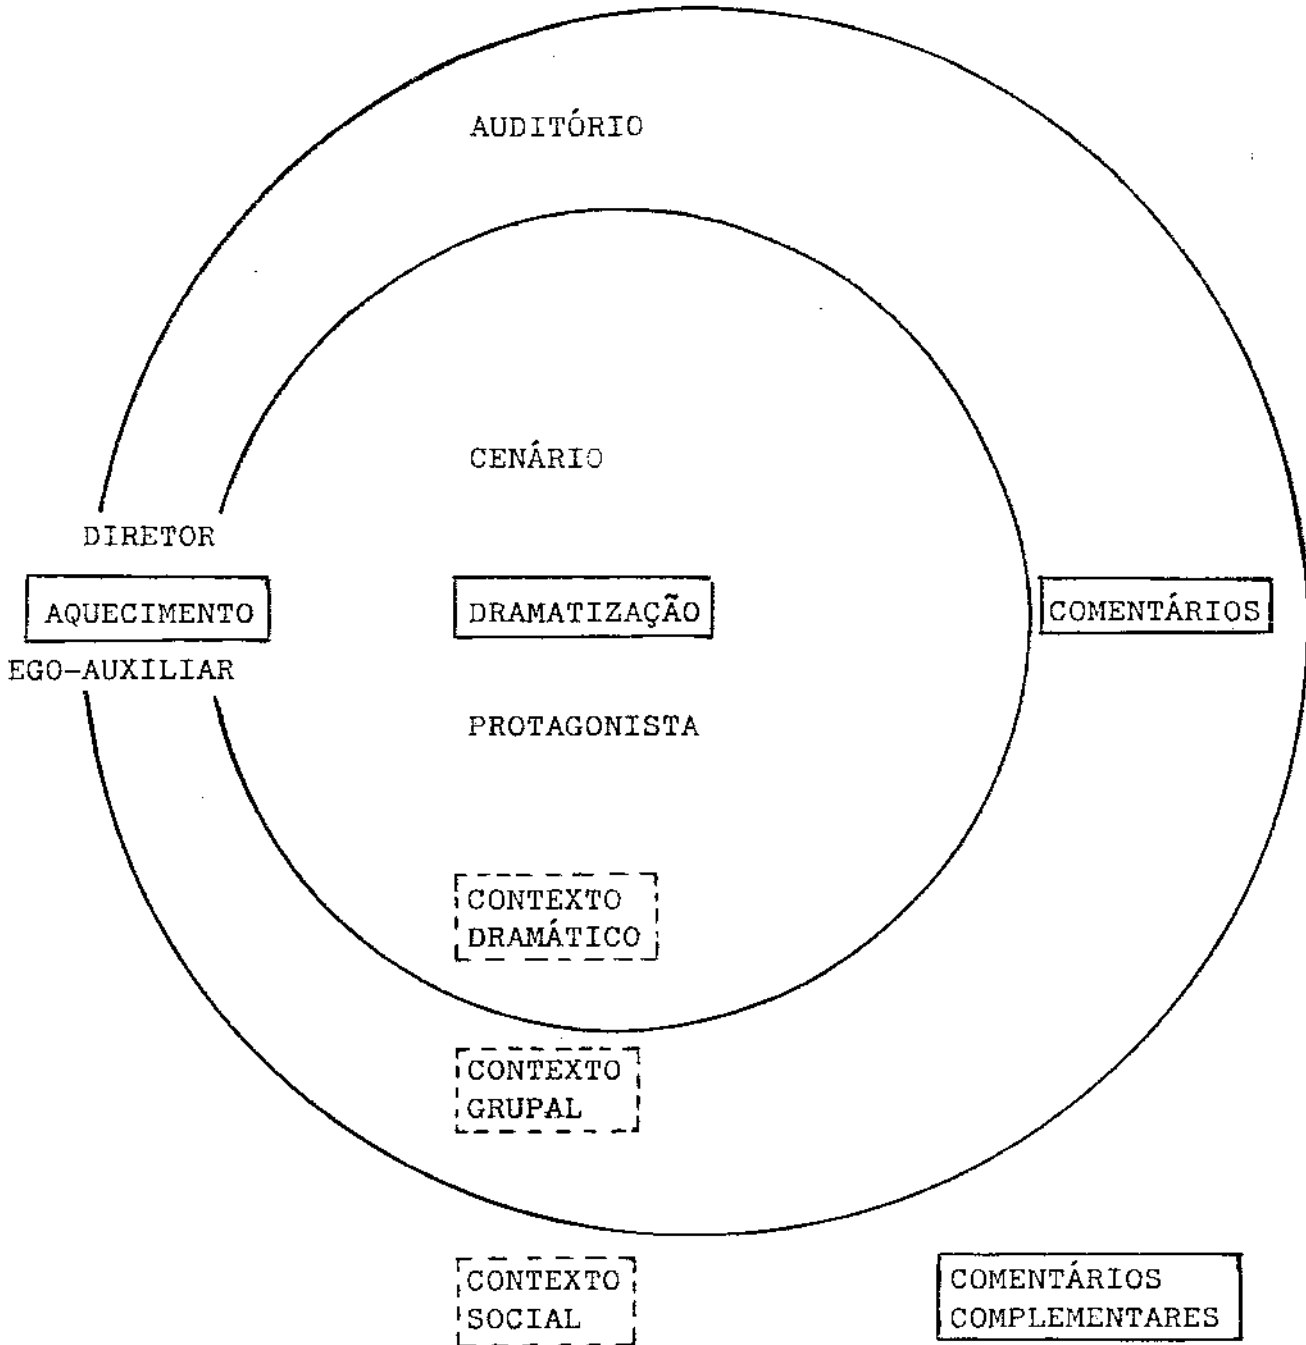 AUDITÓRIO
CENÁRIO
DIRETOR
AQUECIMENTO
DRAMATIZAÇÃO
COMENTÁRIOS
EGO-AUXILIAR
PROTAGONISTA
CONTEXTO
DRAMÁTICO
CONTEXTO
GRUPAL
CONTEXTO
SOCIAL
COMENTÁRIOS
COMPLEMENTARES